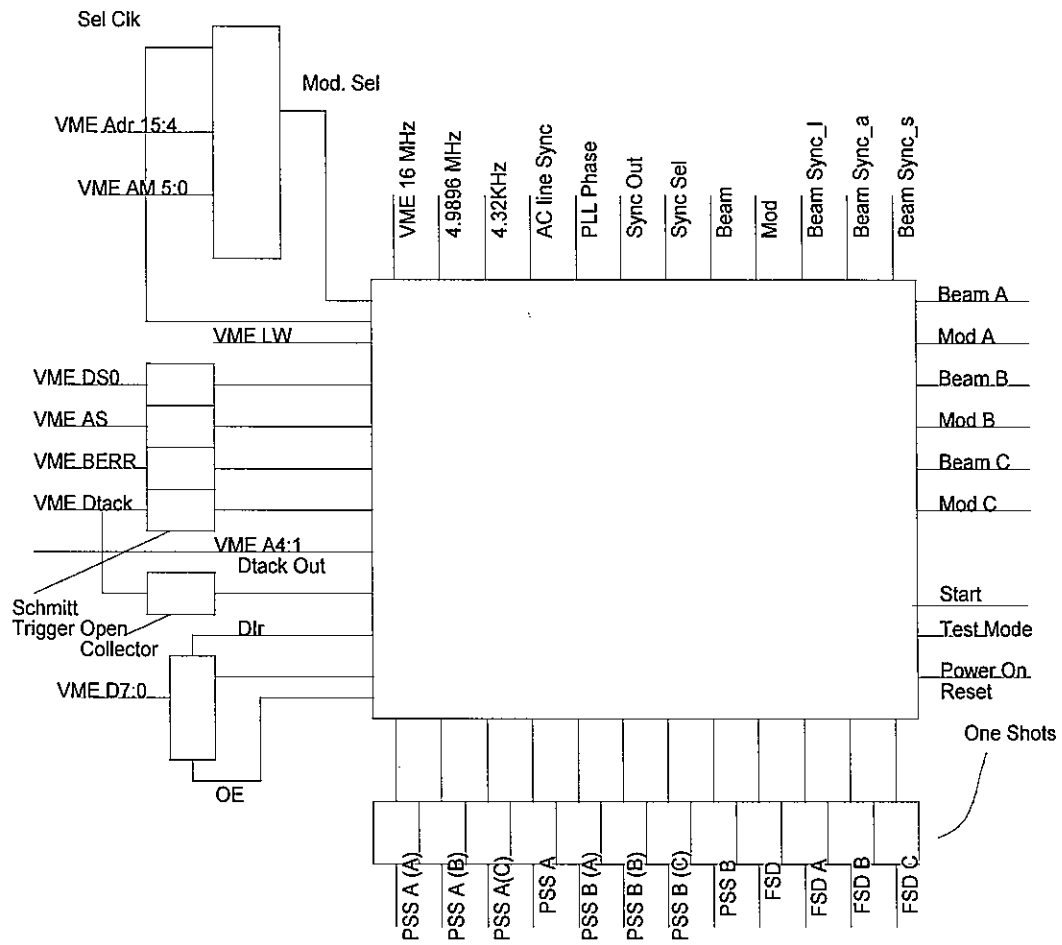 Sel Clk
Mod. Sel
VME Adr 15:4
VME AM 5:0
VME 16 MHz
4.9896 MHz
4.32KHz
AC line Sync
PLL Phase
Sync Out
Sync Sel
Beam
Mod
Beam Sync_l
Beam Sync_a
Beam Sync_s
VME LW
VME DS0
VME AS
VME BERR
VME Dtack
VME A4:1
Dtack Out
Schmitt
Trigger
Open
Collector
DIr
VME D7:0
OE
Beam A
Mod A
Beam B
Mod B
Beam C
Mod C
Start
Test Mode
Power On
Reset
One Shots
PSS A (A)
PSS A (B)
PSS A(C)
PSS A
PSS B (A)
PSS B (B)
PSS B (C)
PSS B
FSD
FSD A
FSD B
FSD C